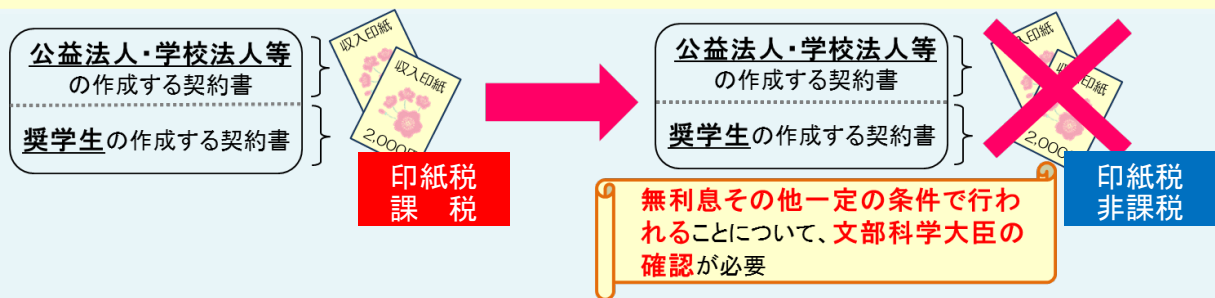 公益法人・学校法人等
の作成する契約書
奨学生の作成する契約書
収入印紙
収入印紙
2,000
印紙税
課　税
公益法人・学校法人等
の作成する契約書
奨学生の作成する契約書
収入印紙
収入印紙
2,000
印紙税
非課税
無利息その他一定の条件で行わ
れることについて、文部科学大臣の
確認が必要